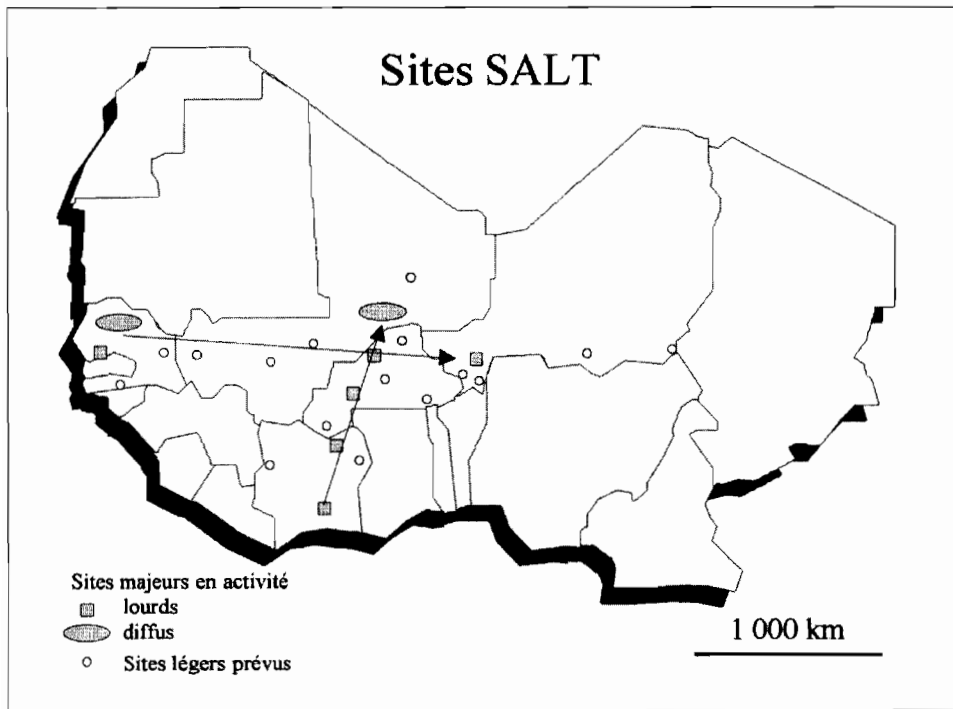 Sites SALT
Sites majeurs en activité
lourds
diffus
Sites légers prévus
1 000 km